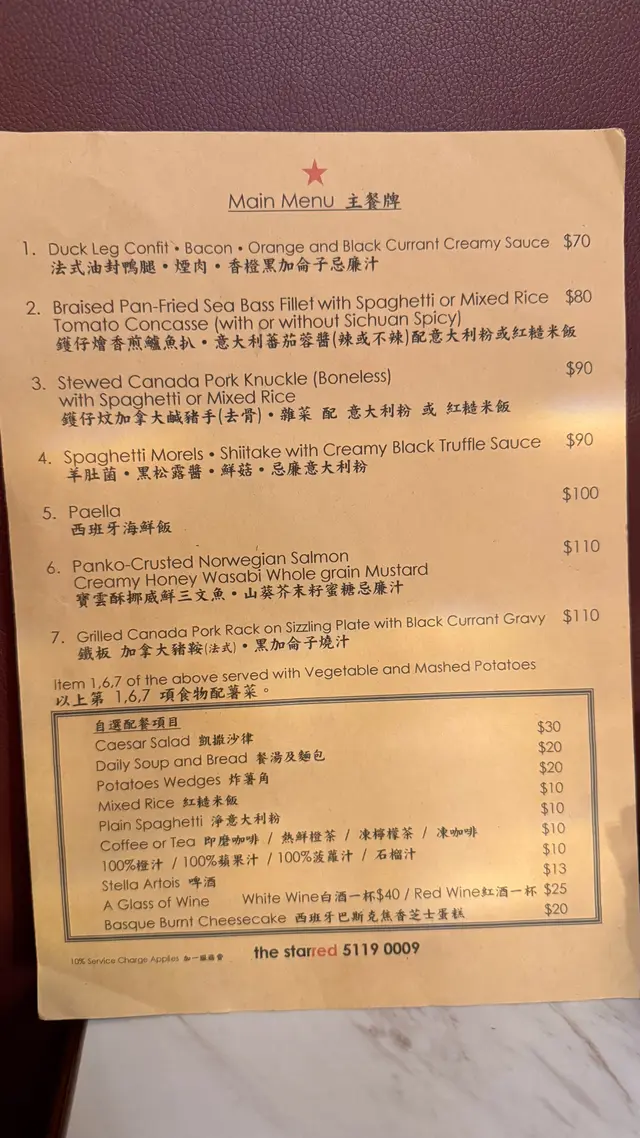 Main Menu 主餐牌
1. Duck Leg Confit • Bacon • Orange and Black Currant Creamy Sauce $70
法式油封鴨腿 • 煙肉 • 香橙黑加侖子忌廉汁
2. Braised Pan-Fried Sea Bass Fillet with Spaghetti or Mixed Rice $80
Tomato Concasse (with or without Sichuan Spicy)
鑊仔燴香煎鱸魚扒 • 意大利蕃茄蓉醬(辣或不辣)配意大利粉或紅糙米飯
3. Stewed Canada Pork Knuckle (Boneless) $90
with Spaghetti or Mixed Rice
鑊仔炆加拿大鹹豬手(去骨) • 雜菜 配 意大利粉 或 紅糙米飯
4. Spaghetti Morels • Shiitake with Creamy Black Truffle Sauce $90
羊肚菌 • 黑松露醬 • 鮮菇 • 忌廉意大利粉
5. Paella $100
西班牙海鮮飯
6. Panko-Crusted Norwegian Salmon $110
Creamy Honey Wasabi Whole grain Mustard
寶雲酥挪威鮮三文魚 • 山葵芥末籽蜜糖忌廉汁
7. Grilled Canada Pork Rack on Sizzling Plate with Black Currant Gravy $110
鐵板 加拿大豬鞍(法式) • 黑加侖子燒汁
Item 1,6,7 of the above served with Vegetable and Mashed Potatoes
以上第 1,6,7 項食物配薯菜。
自選配餐項目
Caesar Salad 凱撒沙律 $30
Daily Soup and Bread 餐湯及麵包 $20
Potatoes Wedges 炸薯角 $20
Mixed Rice 紅糙米飯 $10
Plain Spaghetti 淨意大利粉 $10
Coffee or Tea 即磨咖啡 / 熱鮮橙茶 / 凍檸檬茶 / 凍咖啡 $10
100%橙汁 / 100%蘋果汁 / 100%菠蘿汁 / 石榴汁 $10
Stella Artois 啤酒 $13
A Glass of Wine White Wine白酒一杯$40 / Red Wine紅酒一杯 $25
Basque Burnt Cheesecake 西班牙巴斯克焦香芝士蛋糕 $20
10% Service Charge Applies 加一服務費
the starred 5119 0009